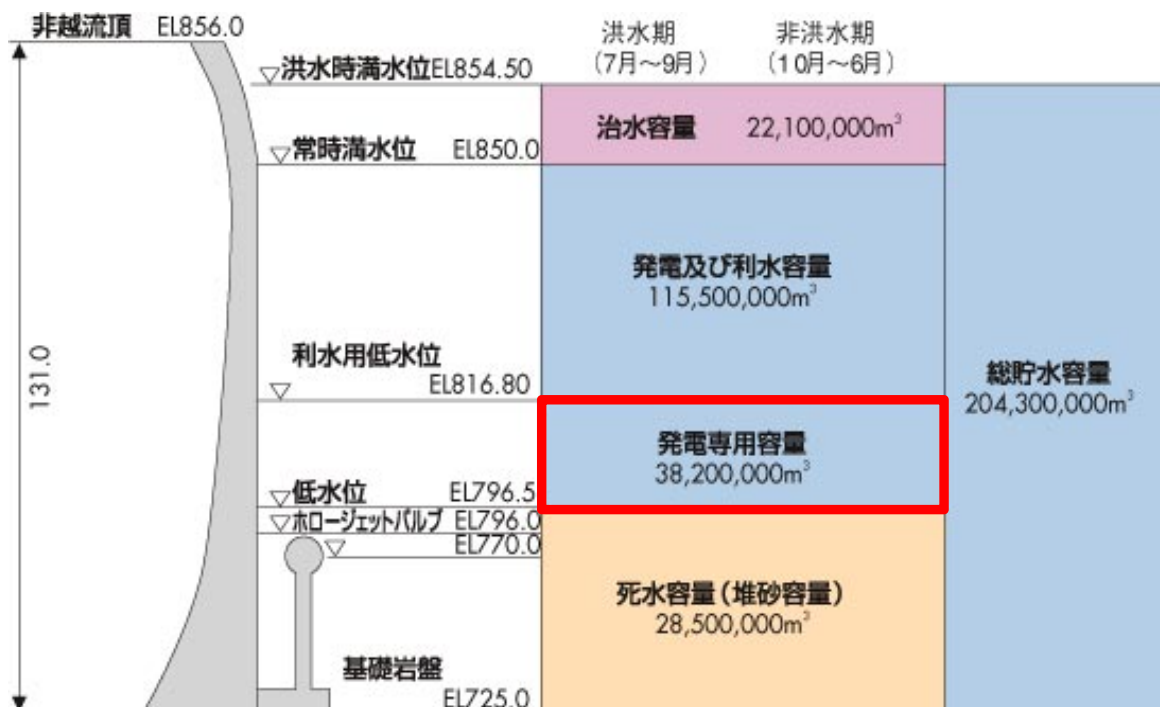 非越流頂 EL856.0
洪水期
(7月～9月)
非洪水期
(10月～6月)
洪水時満水位EL854.50
治水容量 22,100,000m³
常時満水位 EL850.0
発電及び利水容量
115,500,000m³
利水用低水位
EL816.80
総貯水容量
204,300,000m³
131.0
発電専用容量
38,200,000m³
低水位 EL796.5
ホロージェットバルブ EL796.0
EL770.0
死水容量(堆砂容量)
28,500,000m³
基礎岩盤
EL725.0